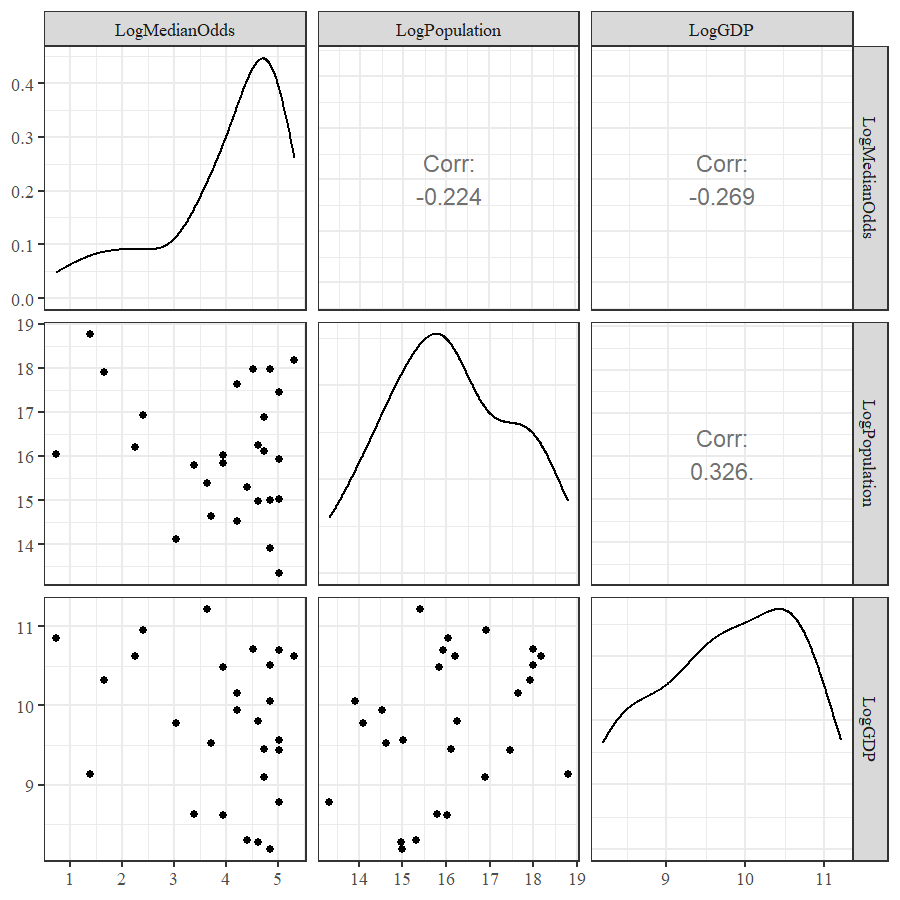 LogMedianOdds LogPopulation LogGDP
0.4
0.3
0.2
0.1
0.0
Corr:
-0.224
Corr:
-0.269
LogMedianOdds
19
18
17
16
15
14
Corr:
0.326.
LogPopulation
11
10
9
LogGDP
1 2 3 4 5
14 15 16 17 18 19
9 10 11